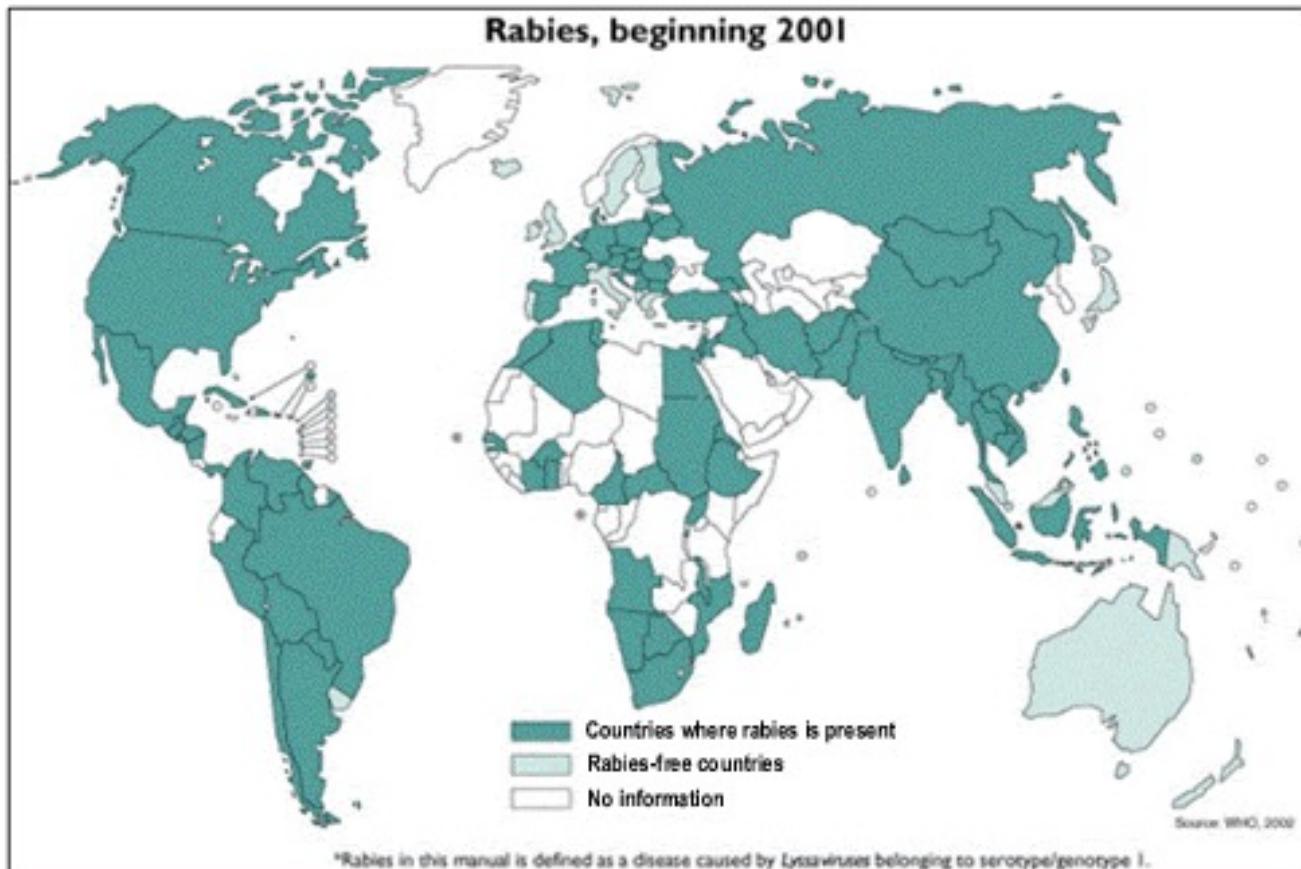 Rabies, beginning 2001
Countries where rabies is present
Rabies-free countries
No information
Source: WHO, 2002
*Rabies in this manual is defined as a disease caused by Lyssaviruses belonging to serotype/genotype 1.